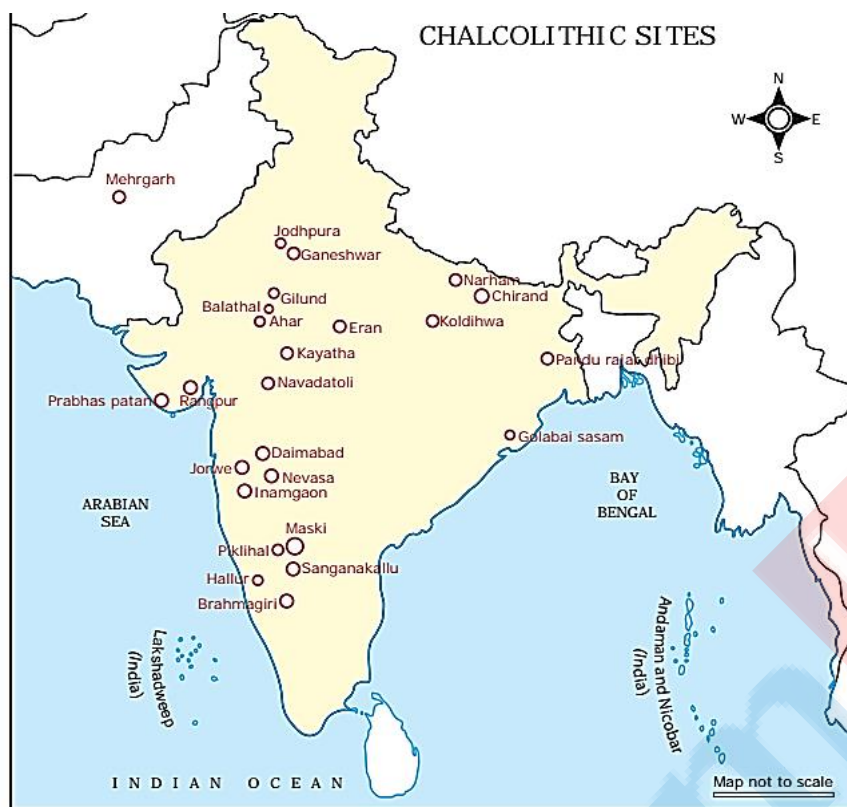 CHALCOLITHIC SITES
N
W E
S
Mehrgarh
Jodhpura
Ganeshwar
Narham
Chirand
Gilund
Balathal
Ahar
Eran
Koldihwa
Kayatha
Pandu rajar dhibi
Navadatoli
Prabhas patan
Rangpur
Golabai sasam
Daimabad
Jorwe
Nevasa
Inamgaon
ARABIAN
SEA
BAY
OF
BENGAL
Maski
Piklihal
Sanganakallu
Hallur
Brahmagiri
Lakshadweep
(India)
Andaman and Nicobar
(India)
INDIAN OCEAN
Map not to scale